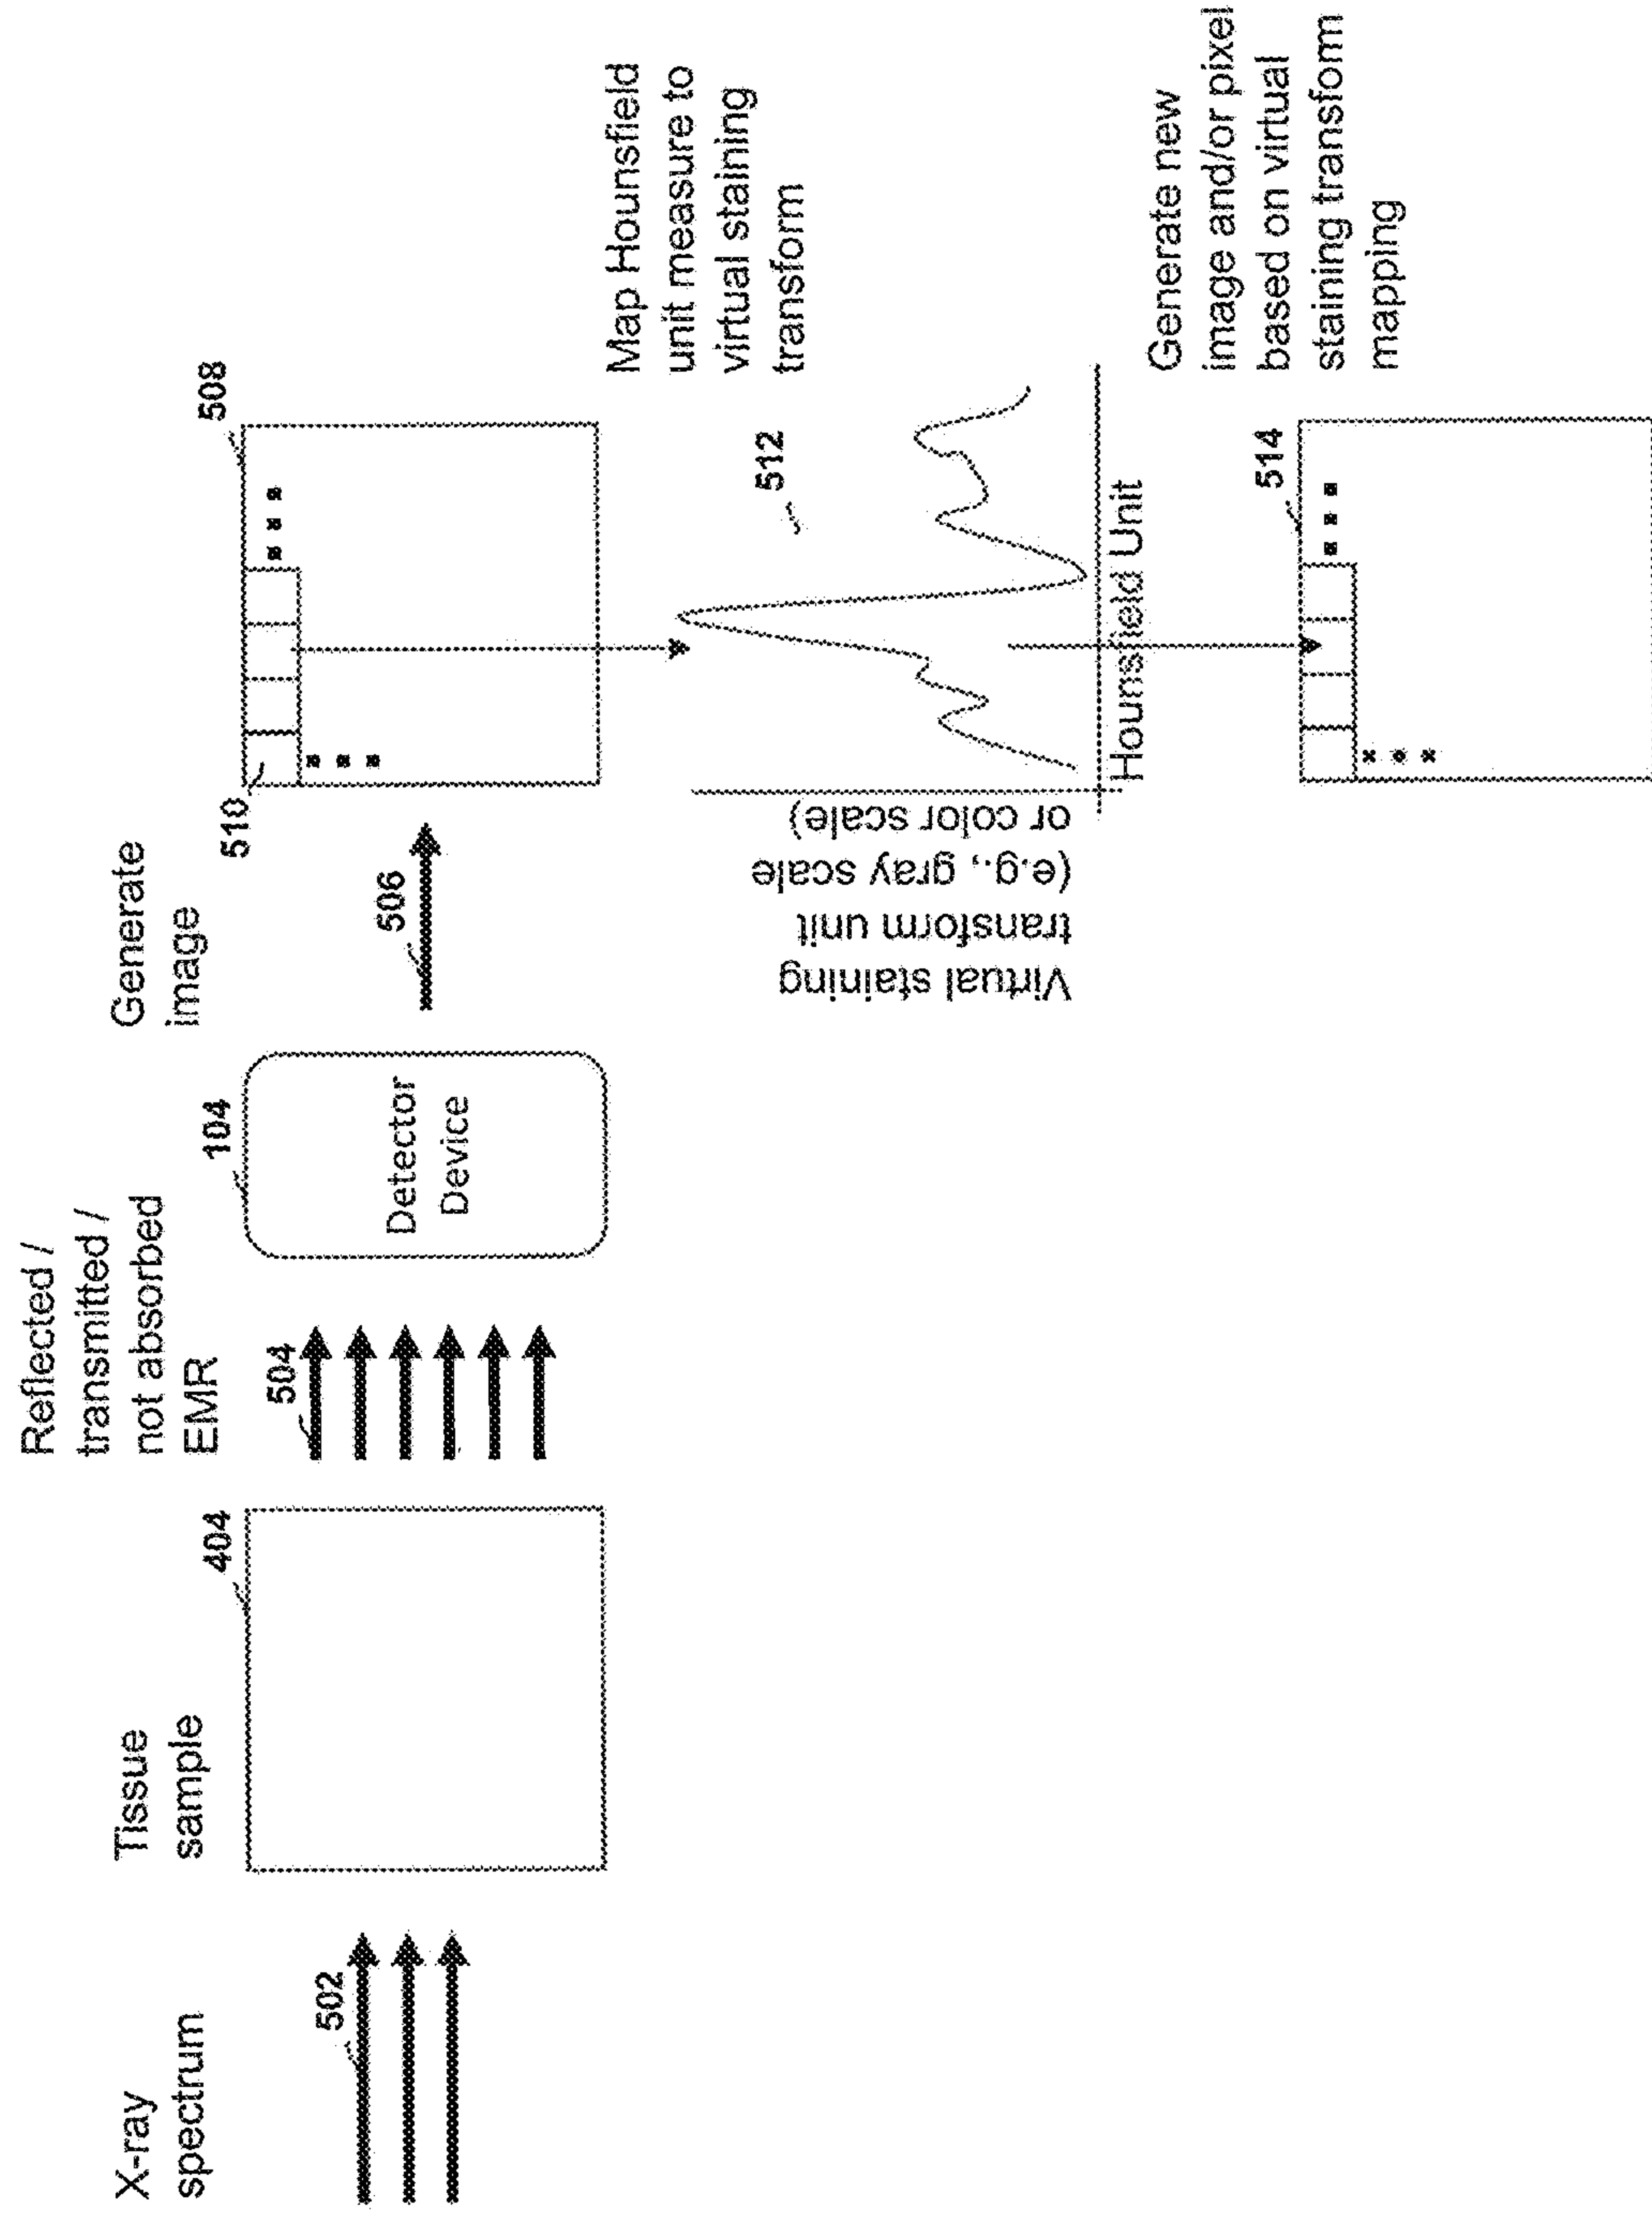 X-ray
spectrum
502
Tissue
sample
404
Reflected /
transmitted /
not absorbed
EMR
504
104
Detector
Device
Generate
image
506
508
510
Map Hounsfield
unit measure to
virtual staining
transform
512
Virtual staining
transform unit
(e.g., gray scale
or color scale)
Hounsfield Unit
Generate new
image and/or pixel
based on virtual
staining transform
mapping
514